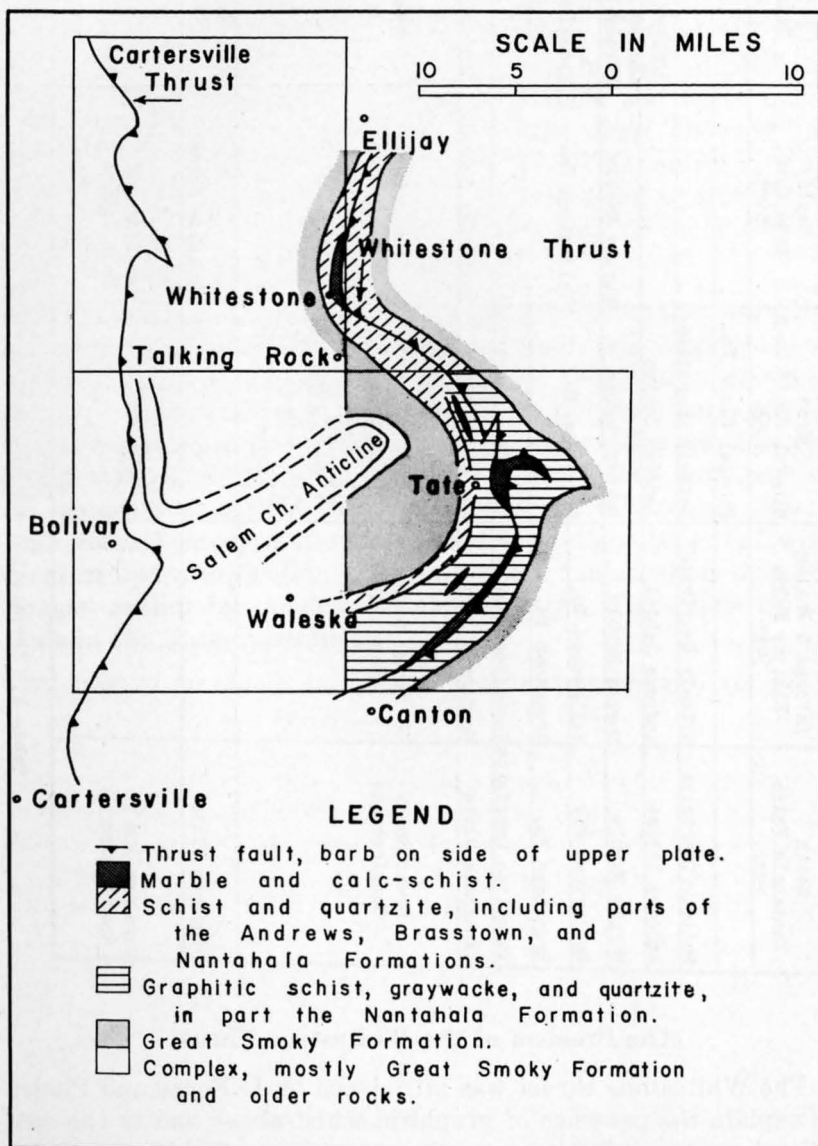 Cartersville
Thrust
SCALE IN MILES
10 5 0 10
Ellijay
Whitestone Thrust
Whitestone
Talking Rock
Salem Ch. Anticline
Tate
Bolivar
Waleska
Canton
Cartersville
LEGEND
Thrust fault, barb on side of upper plate.
Marble and calc-schist.
Schist and quartzite, including parts of
the Andrews, Brasstown, and
Nantahala Formations.
Graphitic schist, graywacke, and quartzite,
in part the Nantahala Formation.
Great Smoky Formation.
Complex, mostly Great Smoky Formation
and older rocks.